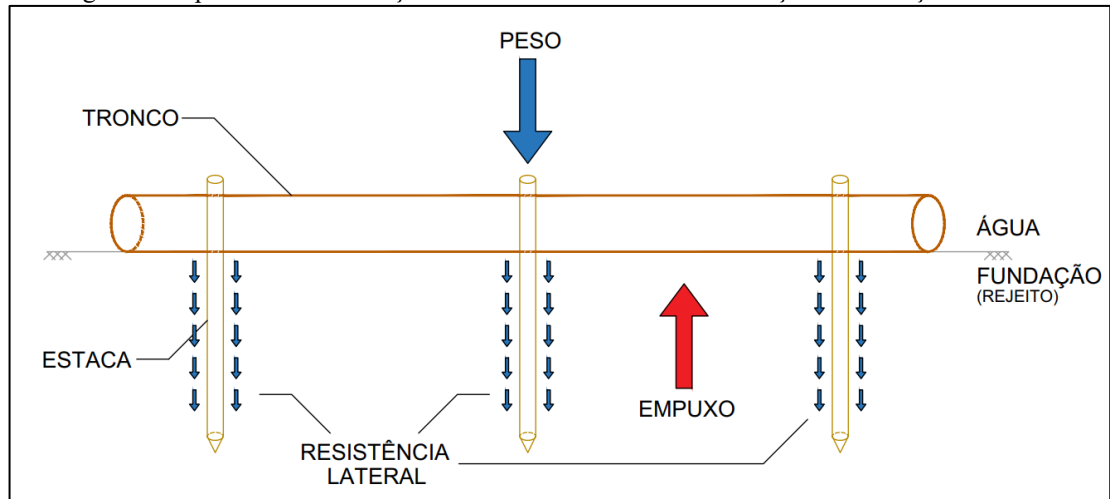 PESO
TRONCO
ÁGUA
FUNDAÇÃO
(REJEITO)
ESTACA
EMPUXO
RESISTÊNCIA
LATERAL